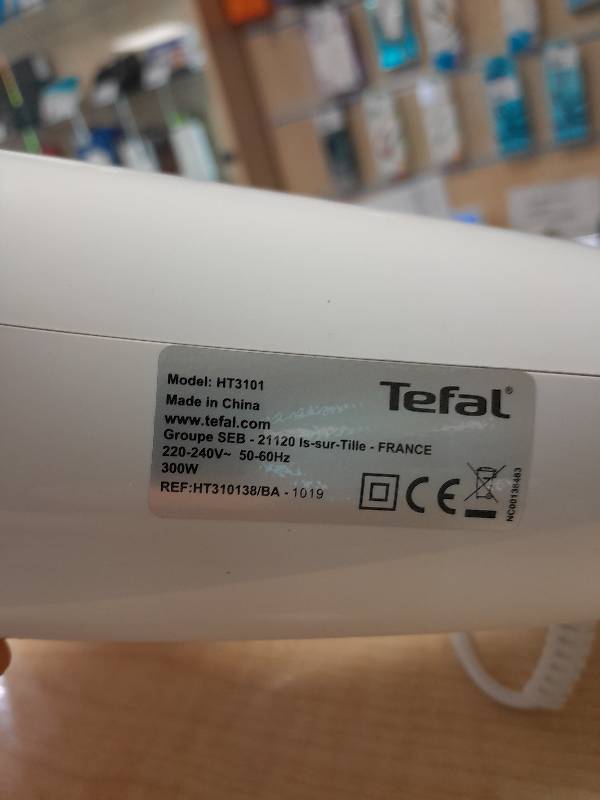 Model: HT3101
Made in China
www.tefal.com
Groupe SEB - 21120 Is-sur-Tille - FRANCE
220-240V~ 50-60Hz
300W
REF:HT310138/BA - 1019
Tefal®
CE
NC00138483